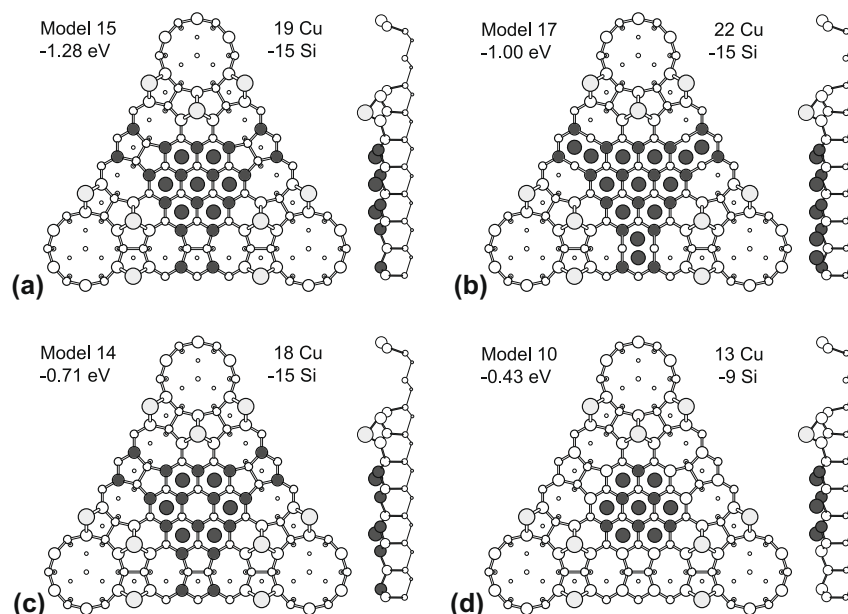 Model 15
-1.28 eV
19 Cu
-15 Si
(a)
Model 17
-1.00 eV
22 Cu
-15 Si
(b)
Model 14
-0.71 eV
18 Cu
-15 Si
(c)
Model 10
-0.43 eV
13 Cu
-9 Si
(d)